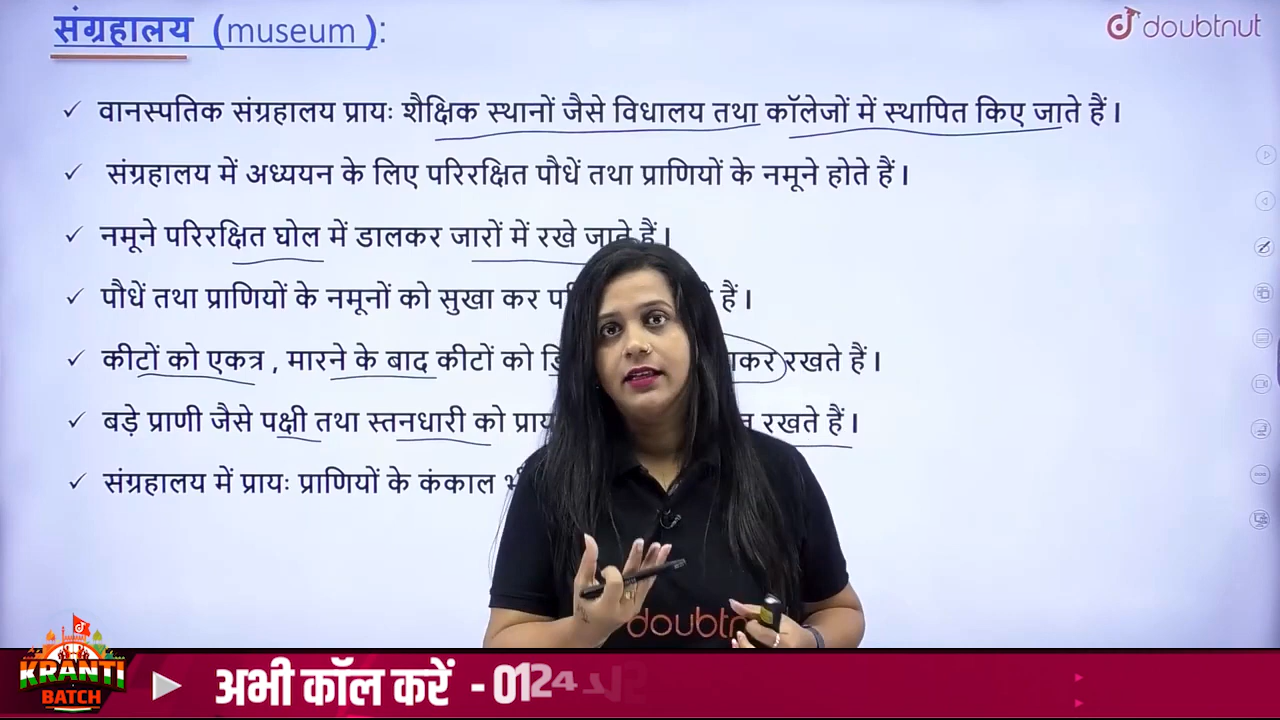 संग्रहालय (museum ):
doubtnut
✓ वानस्पतिक संग्रहालय प्रायः शैक्षिक स्थानों जैसे विधालय तथा कॉलेजों में स्थापित किए जाते हैं ।
✓ संग्रहालय में अध्ययन के लिए परिरक्षित पौधें तथा प्राणियों के नमूने होते हैं ।
✓ नमूने परिरक्षित घोल में डालकर जारों में रखे जाते हैं ।
✓ पौधें तथा प्राणियों के नमूनों को सुखा कर हैं ।
✓ कीटों को एकत्र , मारने के बाद कीटों को रखते हैं ।
✓ बड़े प्राणी जैसे पक्षी तथा स्तनधारी को रखते हैं ।
✓ संग्रहालय में प्रायः प्राणियों के कंकाल
doubtn
KRANTI
BATCH
अभी कॉल करें - 0124